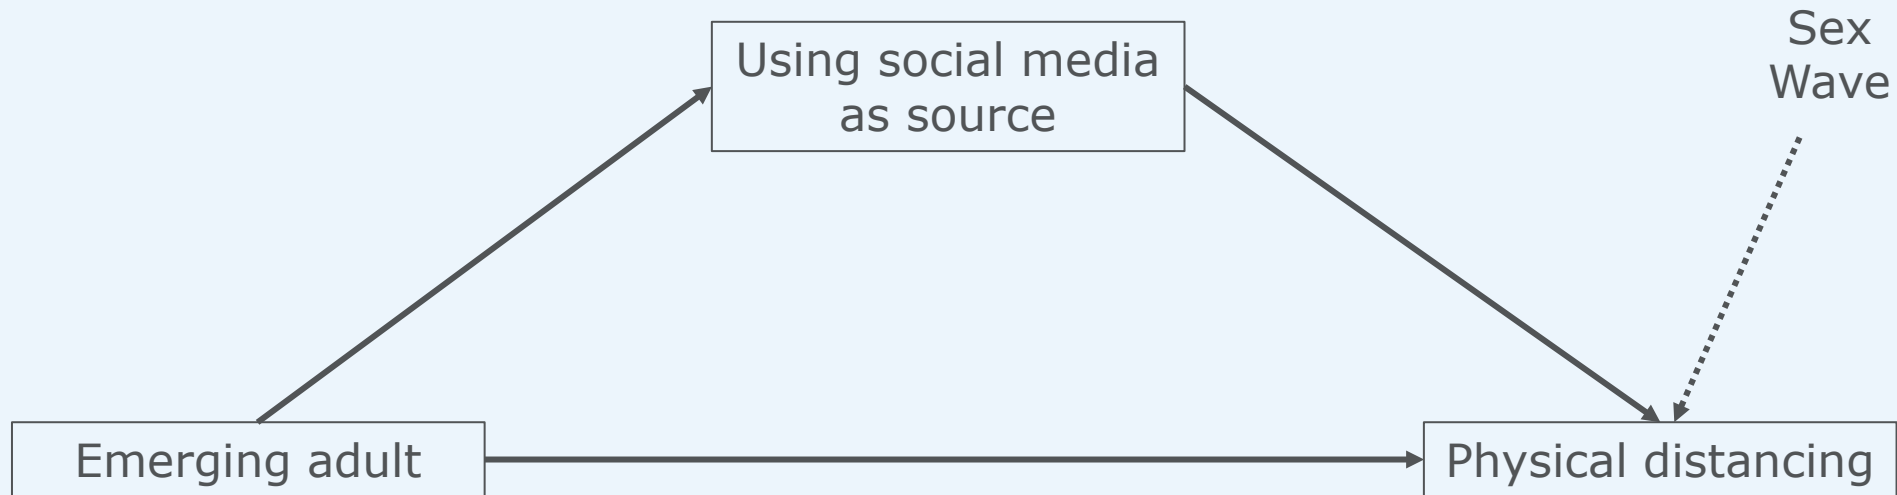 Using social media
as source
Sex
Wave
Emerging adult
Physical distancing